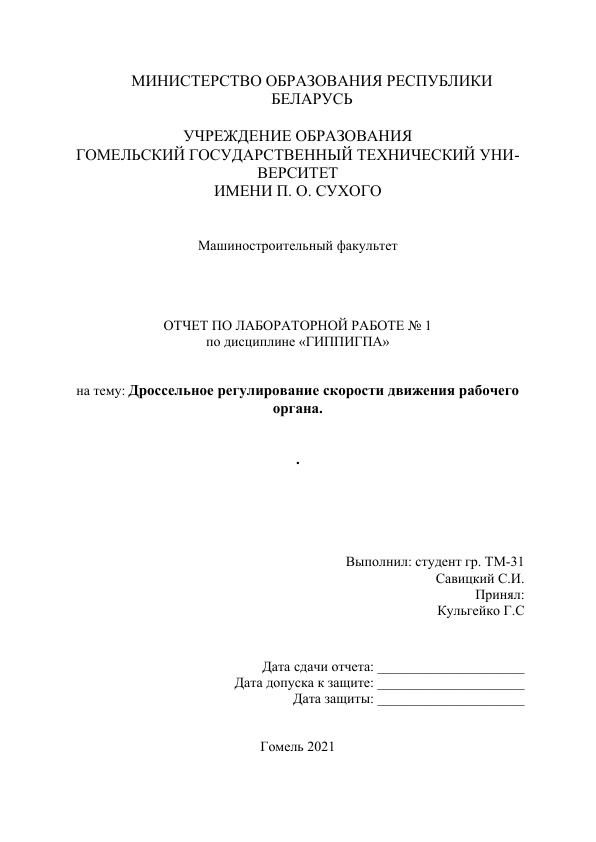 МИНИСТЕРСТВО ОБРАЗОВАНИЯ РЕСПУБЛИКИ
БЕЛАРУСЬ
УЧРЕЖДЕНИЕ ОБРАЗОВАНИЯ
ГОМЕЛЬСКИЙ ГОСУДАРСТВЕННЫЙ ТЕХНИЧЕСКИЙ УНИ-
ВЕРСИТЕТ
ИМЕНИ П. О. СУХОГО
Машиностроительный факультет
ОТЧЕТ ПО ЛАБОРАТОРНОЙ РАБОТЕ № 1
по дисциплине «ГИППИГПА»
на тему: Дроссельное регулирование скорости движения рабочего
органа.
.
Выполнил: студент гр. ТМ-31
Савицкий С.И.
Принял:
Кульгейко Г.С
Дата сдачи отчета: _____________________
Дата допуска к защите: _____________________
Дата защиты: _____________________
Гомель 2021